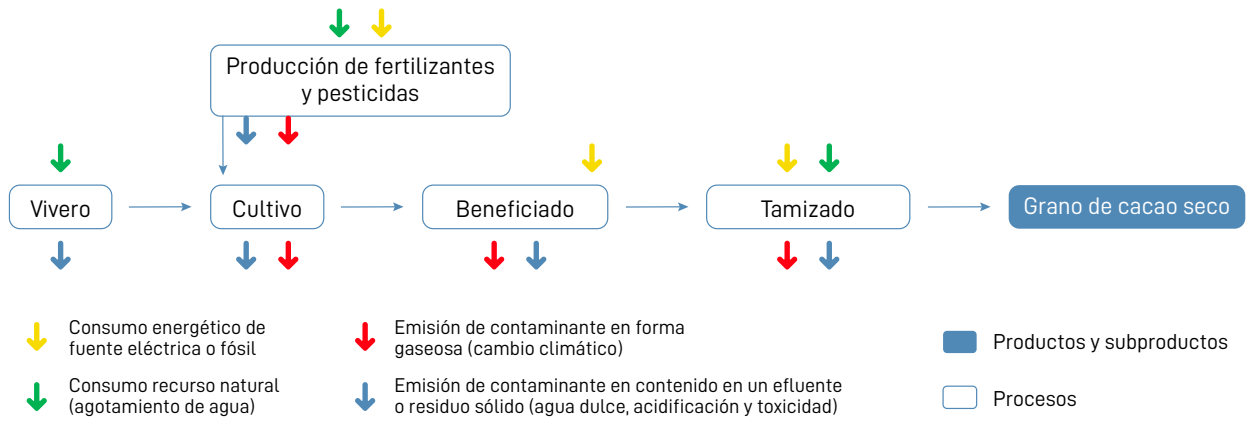 Producción de fertilizantes
y pesticidas
Vivero
Cultivo
Beneficiado
Tamizado
Grano de cacao seco
Consumo energético de
fuente eléctrica o fósil
Consumo recurso natural
(agotamiento de agua)
Emisión de contaminante en forma
gaseosa (cambio climático)
Emisión de contaminante en contenido en un efluente
o residuo sólido (agua dulce, acidificación y toxicidad)
Productos y subproductos
Procesos